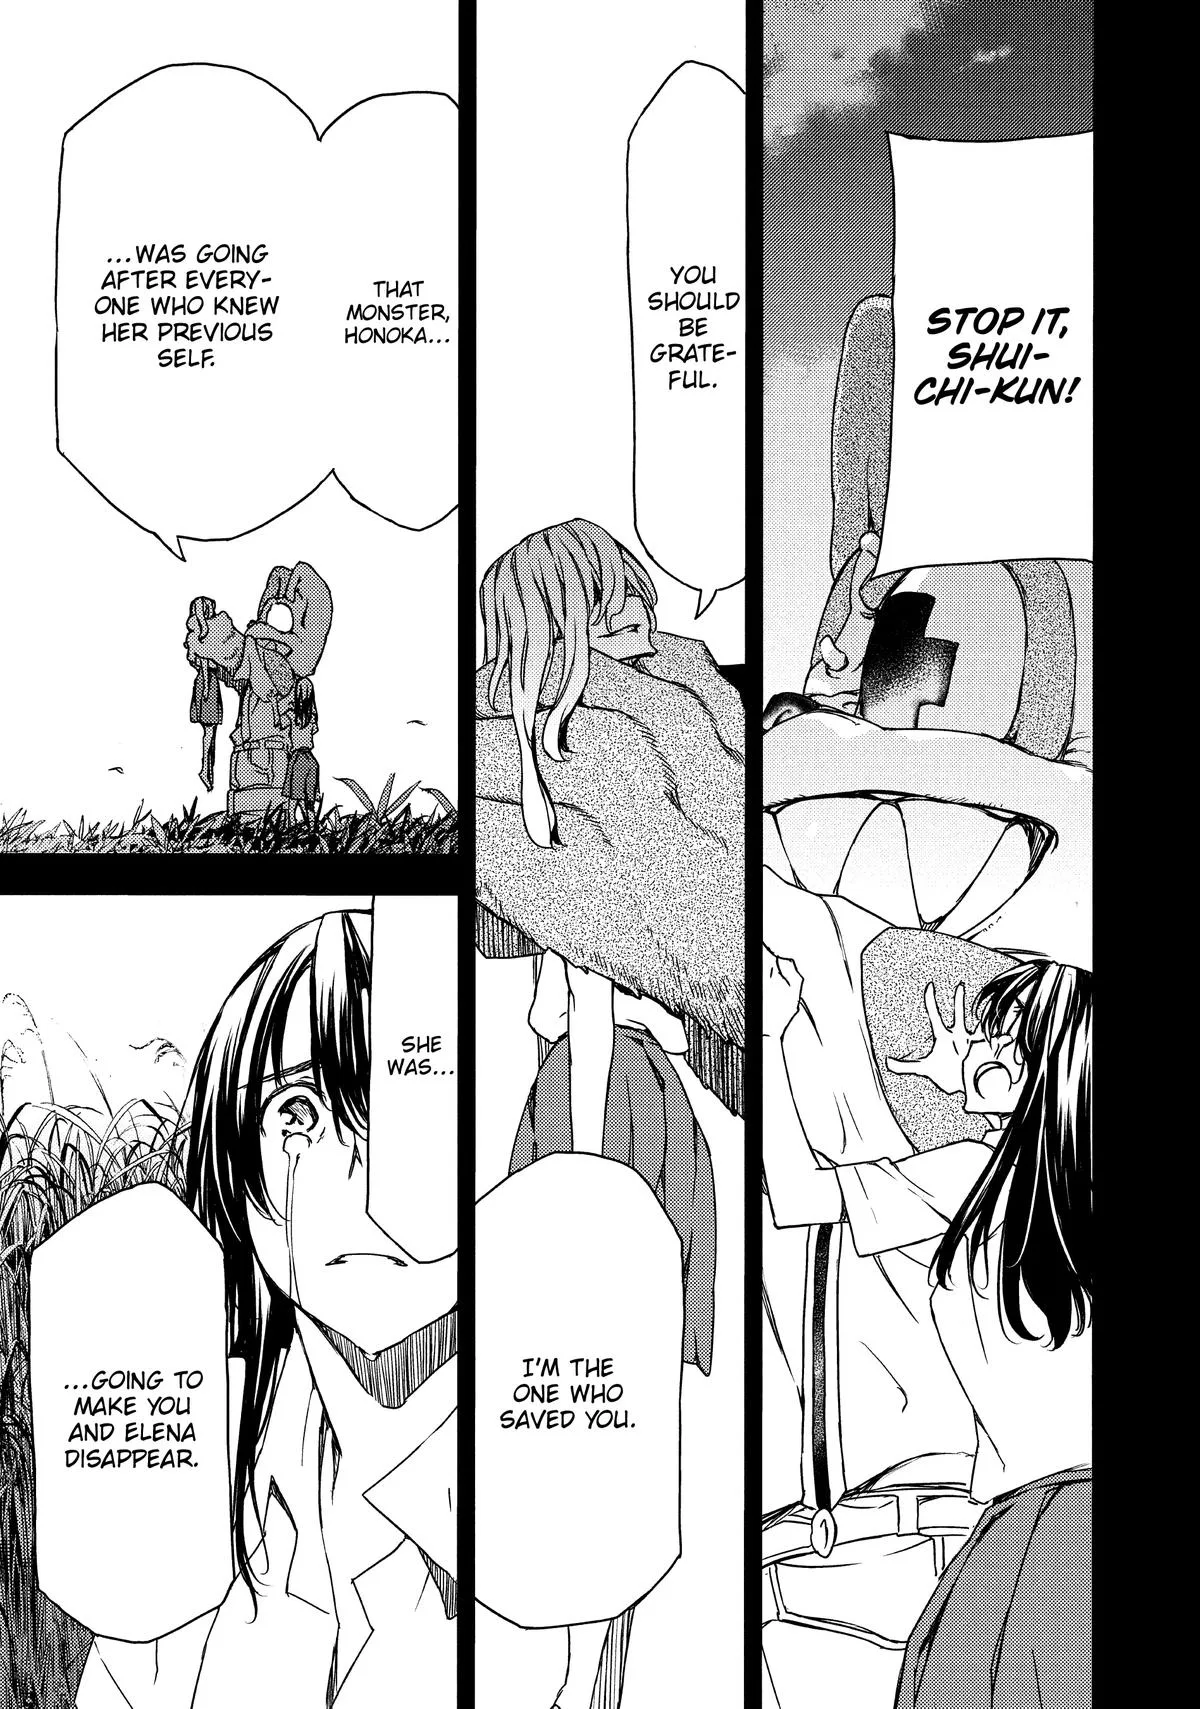 STOP IT,
SHUI-
CHI-KUN!
YOU
SHOULD
BE
GRATE-
FUL.
I'M THE
ONE WHO
SAVED YOU.
THAT
MONSTER,
HONOKA...
...WAS GOING
AFTER EVERY-
ONE WHO KNEW
HER PREVIOUS
SELF.
SHE
WAS...
...GOING TO
MAKE YOU
AND ELENA
DISAPPEAR.